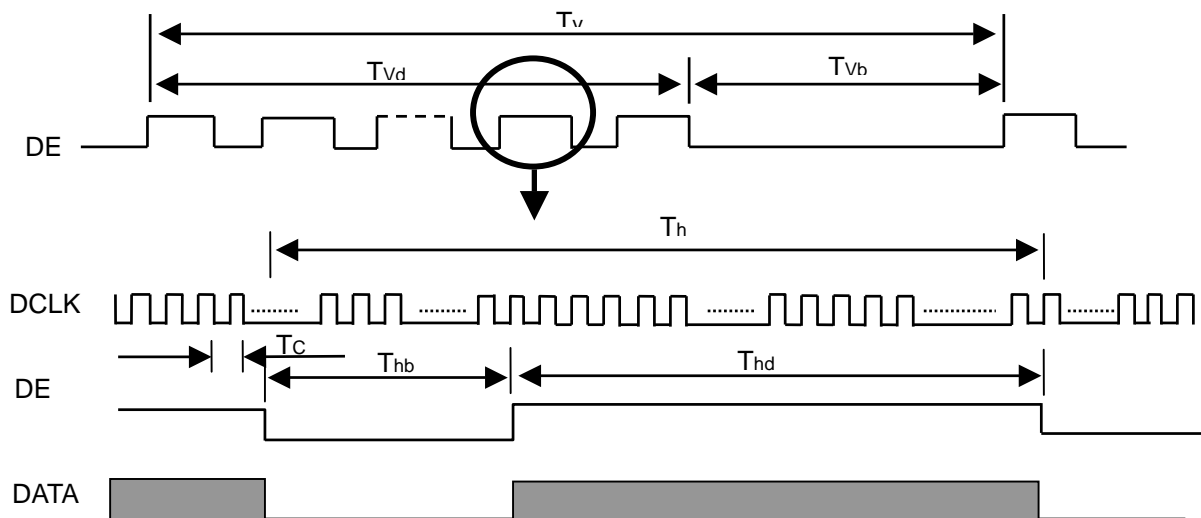 Tv
TVd
TVb
DE
Th
DCLK
TC
Thb
Thd
DE
DATA